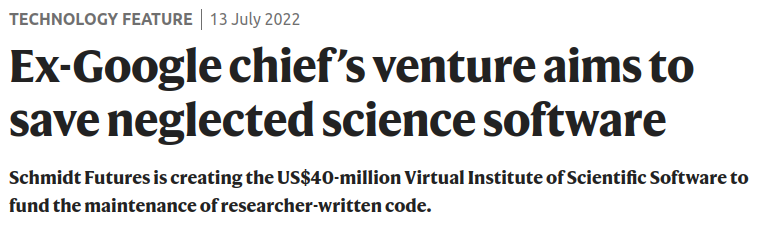 TECHNOLOGY FEATURE | 13 July 2022
Ex-Google chief’s venture aims to
save neglected science software
Schmidt Futures is creating the US$40-million Virtual Institute of Scientific Software to
fund the maintenance of researcher-written code.